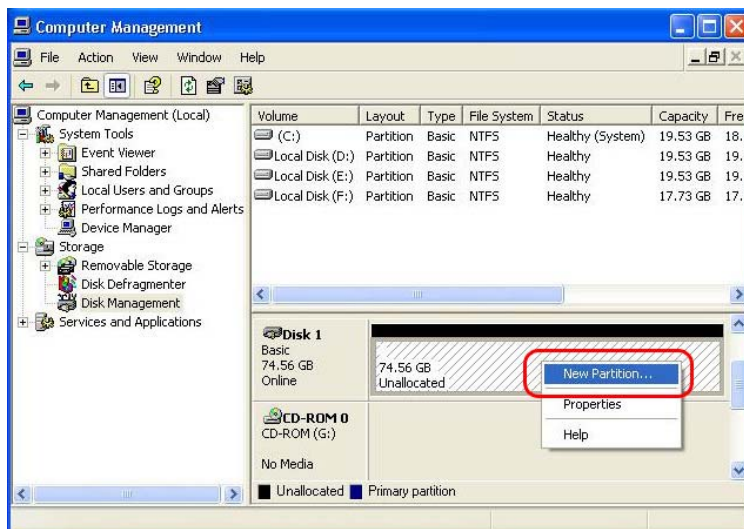 Computer Management
File Action View Window Help
Computer Management (Local)
System Tools
Event Viewer
Shared Folders
Local Users and Groups
Performance Logs and Alerts
Device Manager
Storage
Removable Storage
Disk Defragmenter
Disk Management
Services and Applications
Volume Layout Type File System Status Capacity Fre
(C:) Partition Basic NTFS Healthy (System) 19.53 GB 18.
Local Disk (D:) Partition Basic NTFS Healthy 19.53 GB 19.
Local Disk (E:) Partition Basic NTFS Healthy 19.53 GB 19.
Local Disk (F:) Partition Basic NTFS Healthy 17.73 GB 17.
Disk 1
Basic
74.56 GB
Online
74.56 GB
Unallocated
New Partition...
Properties
Help
CD-ROM 0
CD-ROM (G:)
No Media
Unallocated Primary partition